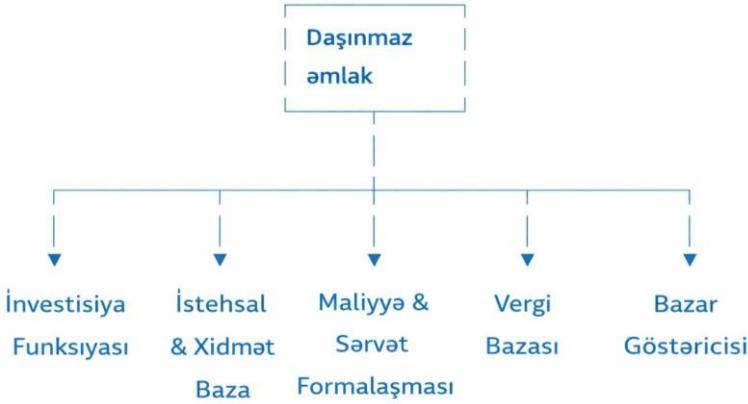 Daşınmaz
əmlak
İnvestisiya
Funksıyası
İstehsal
& Xidmət
Baza
Maliyyə &
Sərvət
Formalaşması
Vergi
Bazası
Bazar
Göstəricisi